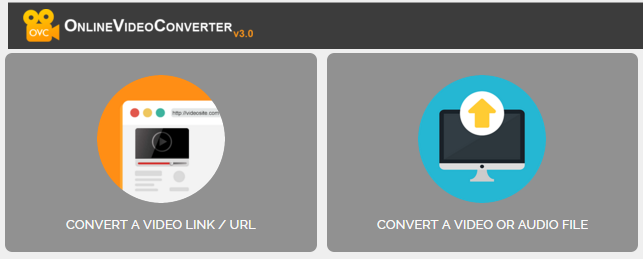 OVC ONLINEVIDEOCONVERTER v3.0
http://videosite.com
CONVERT A VIDEO LINK / URL
CONVERT A VIDEO OR AUDIO FILE